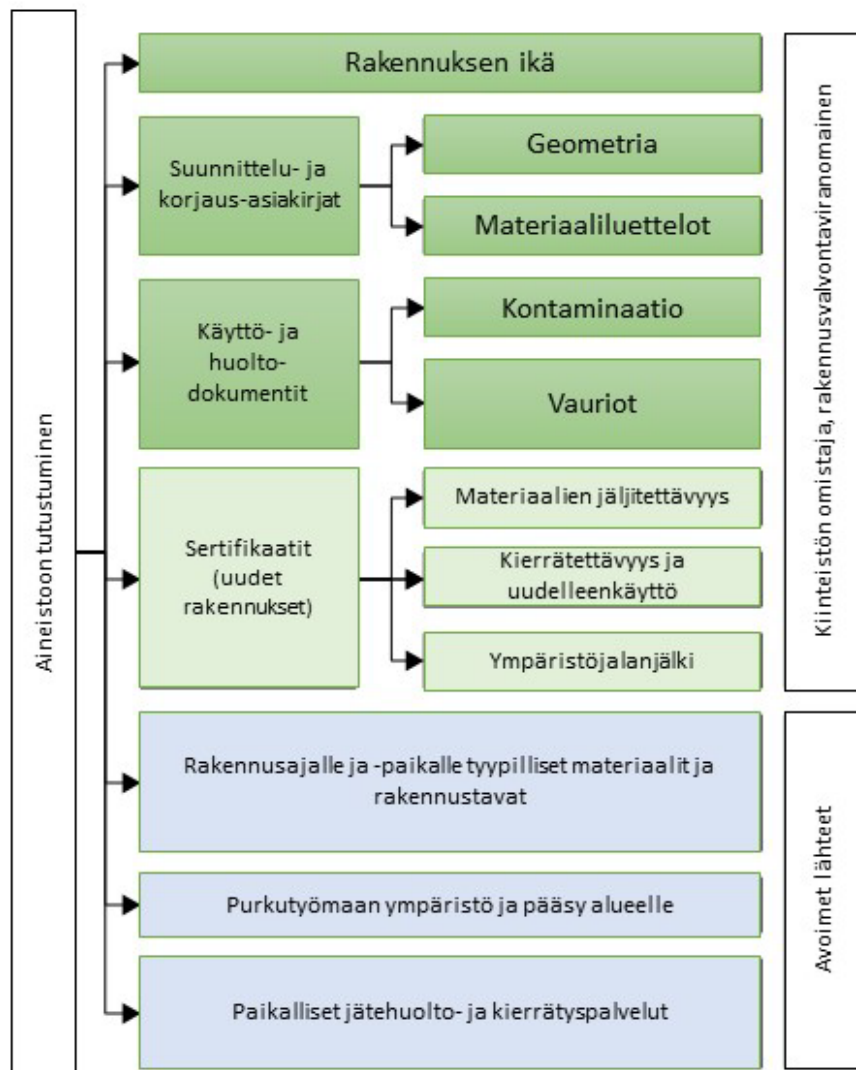 Aineistoon tutustuminen
Rakennuksen ikä
Suunnittelu- ja
korjaus-asiakirjat
Geometria
Materiaaliluettelot
Käyttö- ja
huolto-
dokumentit
Kontaminaatio
Vauriot
Sertifikaatit
(uudet
rakennukset)
Materiaalien jäljitettävyys
Kierrätettävyys ja
uudelleenkäyttö
Ympäristöjalanjälki
Kiinteistön omistaja, rakennusvalvontaviranomainen
Rakennusajalle ja -paikalle tyypilliset materiaalit ja
rakennustavat
Purkutyömaan ympäristö ja pääsy alueelle
Paikalliset jätehuolto- ja kierrätyspalvelut
Avoimet lähteet